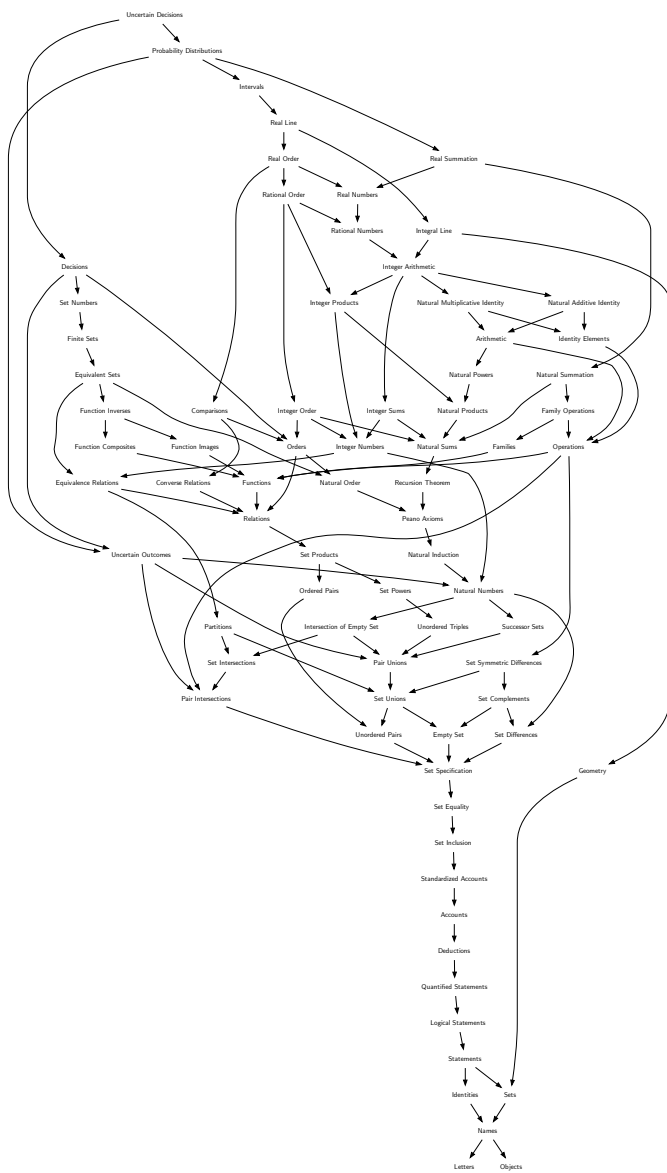 Uncertain Decisions
Probability Distributions
Intervals
Real Line
Real Order
Real Summation
Rational Order
Real Numbers
Rational Numbers
Integral Line
Decisions
Integer Arithmetic
Set Numbers
Integer Products
Natural Multiplicative Identity
Natural Additive Identity
Finite Sets
Arithmetic
Identity Elements
Equivalent Sets
Natural Powers
Natural Summation
Function Inverses
Comparisons
Integer Order
Integer Sums
Natural Products
Family Operations
Function Composites
Function Images
Orders
Integer Numbers
Natural Sums
Families
Operations
Equivalence Relations
Converse Relations
Functions
Natural Order
Recursion Theorem
Relations
Peano Axioms
Uncertain Outcomes
Set Products
Natural Induction
Ordered Pairs
Set Powers
Natural Numbers
Partitions
Intersection of Empty Set
Unordered Triples
Successor Sets
Set Intersections
Pair Unions
Set Symmetric Differences
Pair Intersections
Set Unions
Set Complements
Unordered Pairs
Empty Set
Set Differences
Set Specification
Geometry
Set Equality
Set Inclusion
Standardized Accounts
Accounts
Deductions
Quantified Statements
Logical Statements
Statements
Identities
Sets
Names
Letters
Objects